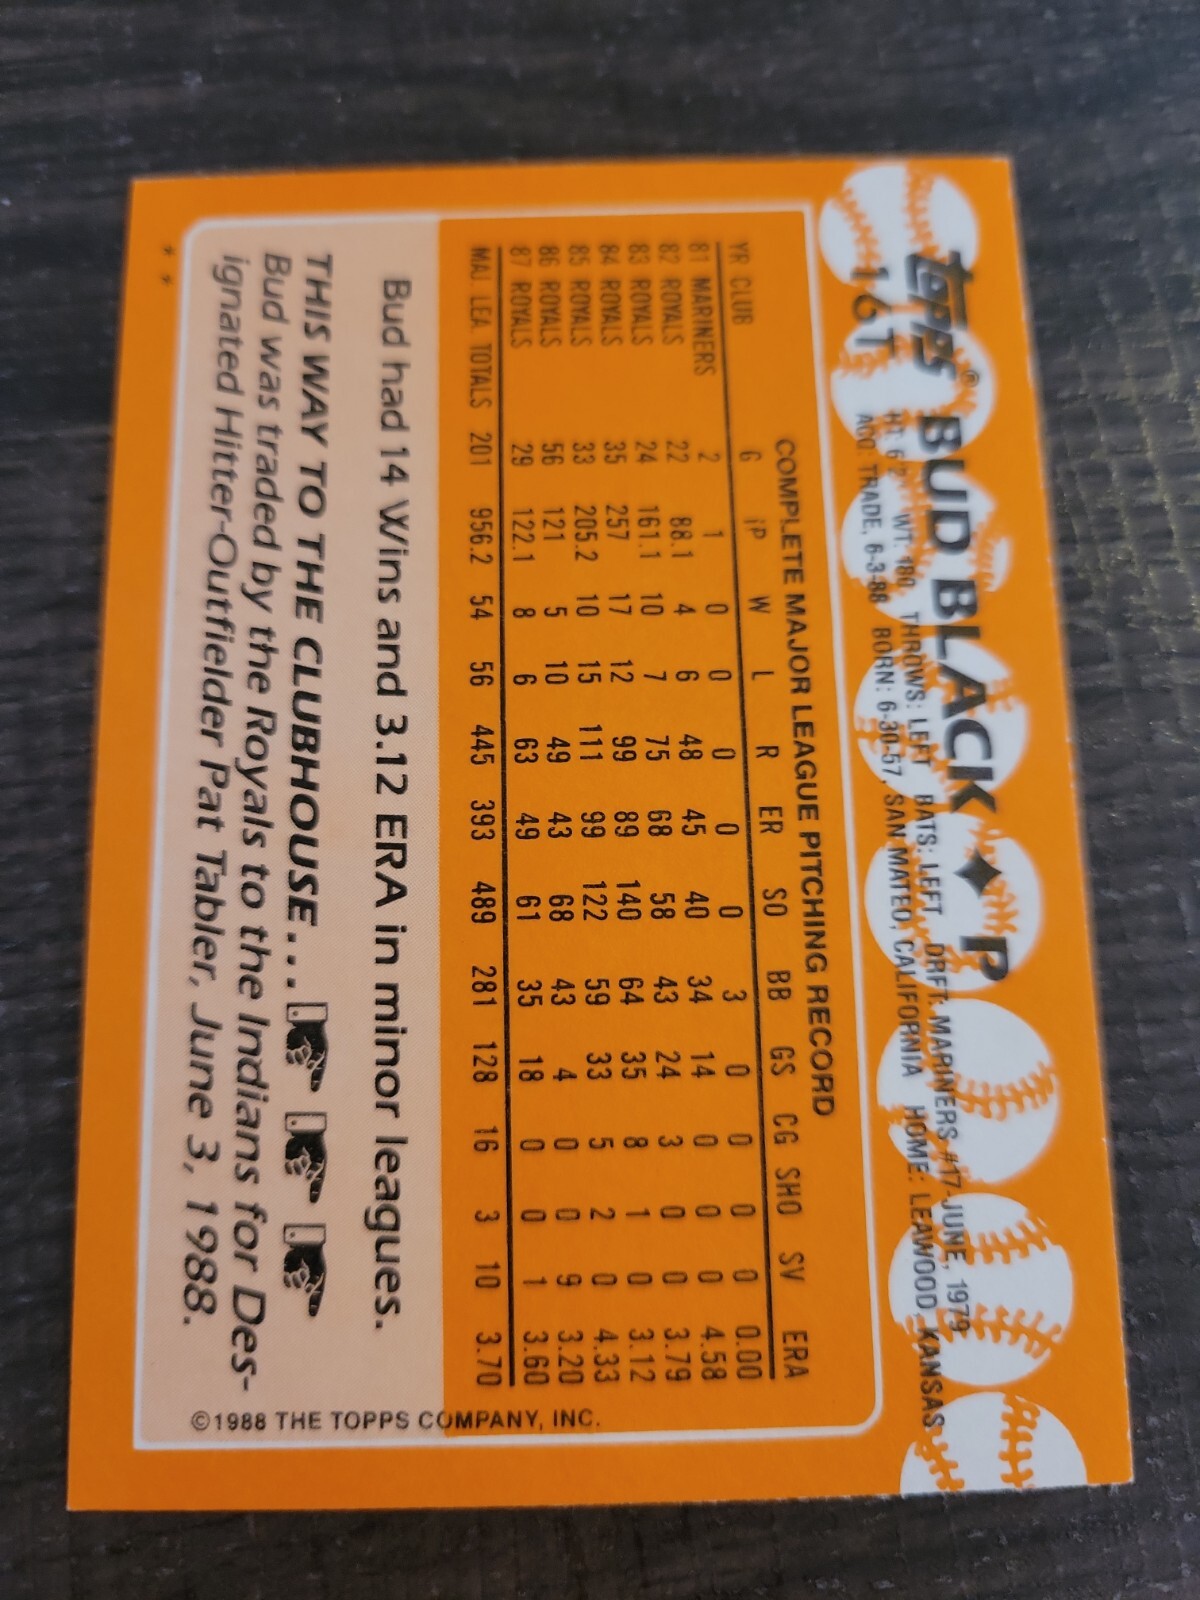 topps® BUD BLACK ♦ P
16T HT: 6'2" WT: 180 THROWS: LEFT BATS: LEFT DRFT: MARINERS #17-JUNE, 1979
ACQ: TRADE, 6-3-88 BORN: 6-30-57, SAN MATEO, CALIFORNIA HOME: LEAWOOD, KANSAS
COMPLETE MAJOR LEAGUE PITCHING RECORD
YR CLUB G IP W L R ER SO BB GS CG SHO SV ERA
81 MARINERS 2 1 0 0 0 0 0 3 0 0 0 0 0.00
82 ROYALS 22 88.1 4 6 48 45 40 34 14 0 0 0 4.58
83 ROYALS 24 161.1 10 7 75 68 58 43 24 3 0 0 3.79
84 ROYALS 35 257 17 12 99 89 140 64 35 8 1 0 3.12
85 ROYALS 33 205.2 10 15 111 99 122 59 33 5 2 0 4.33
86 ROYALS 56 121 5 10 49 43 68 43 4 0 0 9 3.20
87 ROYALS 29 122.1 8 6 63 49 61 35 18 0 0 1 3.60
MAJ. LEA. TOTALS 201 956.2 54 56 445 393 489 281 128 16 3 10 3.70
Bud had 14 Wins and 3.12 ERA in minor leagues.
THIS WAY TO THE CLUBHOUSE...
Bud was traded by the Royals to the Indians for Des-
ignated Hitter-Outfielder Pat Tabler, June 3, 1988.
©1988 THE TOPPS COMPANY, INC.
* *